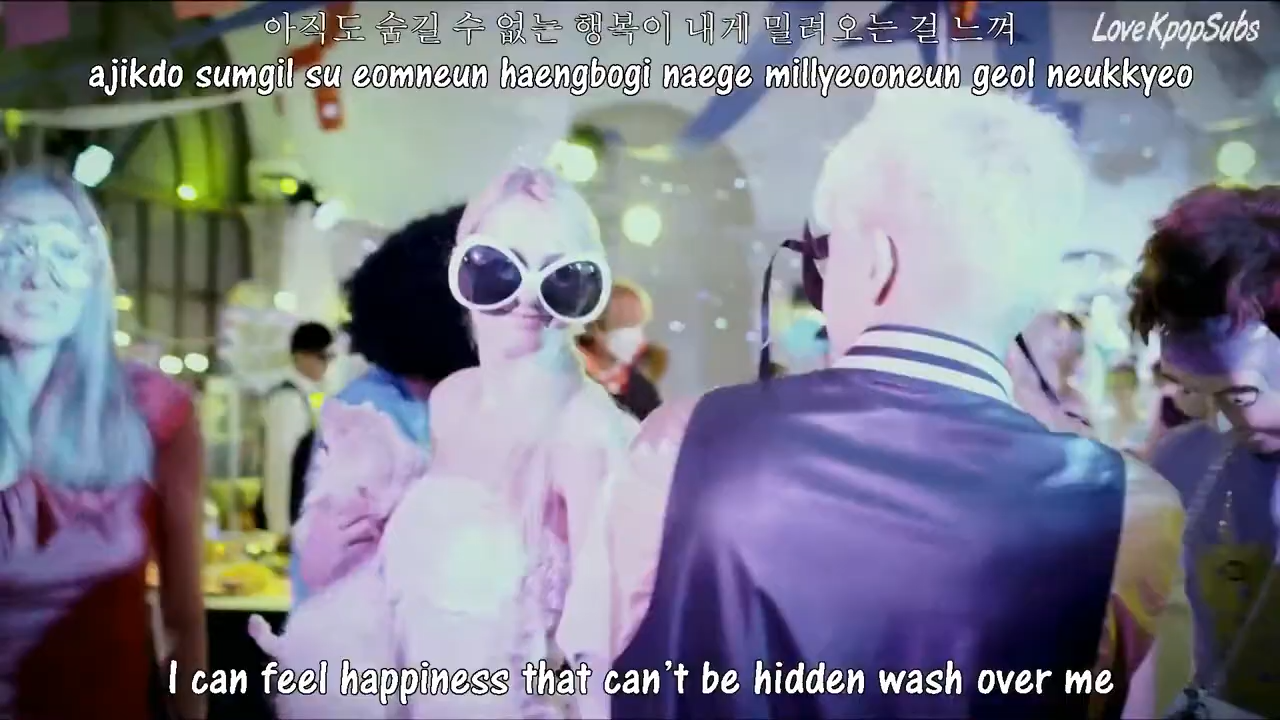 아직도 숨길 수 없는 행복이 내게 밀려오는 걸 느껴
LoveKpopSubs
ajikdo sumgil su eomneun haengbogi naege millyeooneun geol neukkyeo
I can feel happiness that can't be hidden wash over me